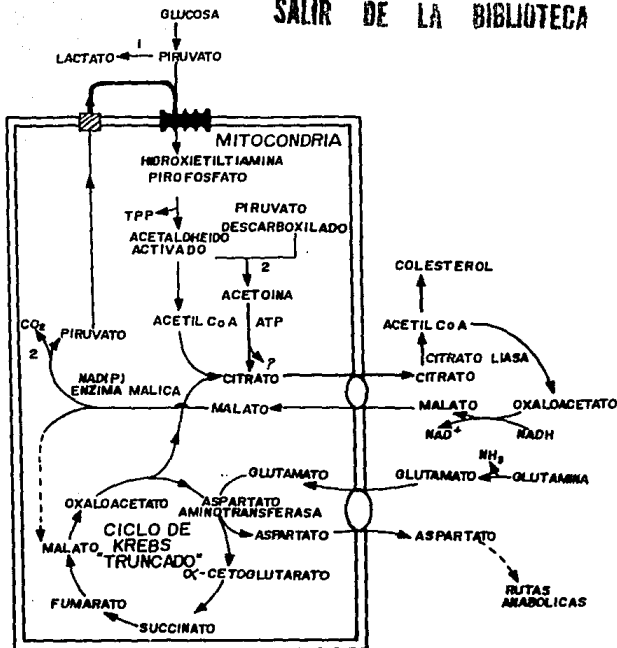 SALIR DE LA BIBLIOTECA
GLUCOSA
1
LACTATO
PIRUVATO
MITOCONDRIA
HIDROXIETILTIAMINA
PIROFOSFATO
TPP
PIRUVATO
DESCARBOXILADO
ACETALDHEIDO
ACTIVADO
2
ACETOINA
COLESTEROL
ACETIL CoA
ATP
ACETIL CoA
CO2
PIRUVATO
2
?
CITRATO LIASA
NAD(P)
ENZIMA MALICA
CITRATO
CITRATO
MALATO
MALATO
OXALOACETATO
NAD+
NADH
NH3
GLUTAMATO
GLUTAMATO
GLUTAMINA
OXALOACETATO
ASPARTATO
AMINOTRANSFERASA
CICLO DE
KREBS
"TRUNCADO"
ASPARTATO
ASPARTATO
MALATO
α-CETOGLUTARATO
FUMARATO
SUCCINATO
RUTAS
ANABOLICAS